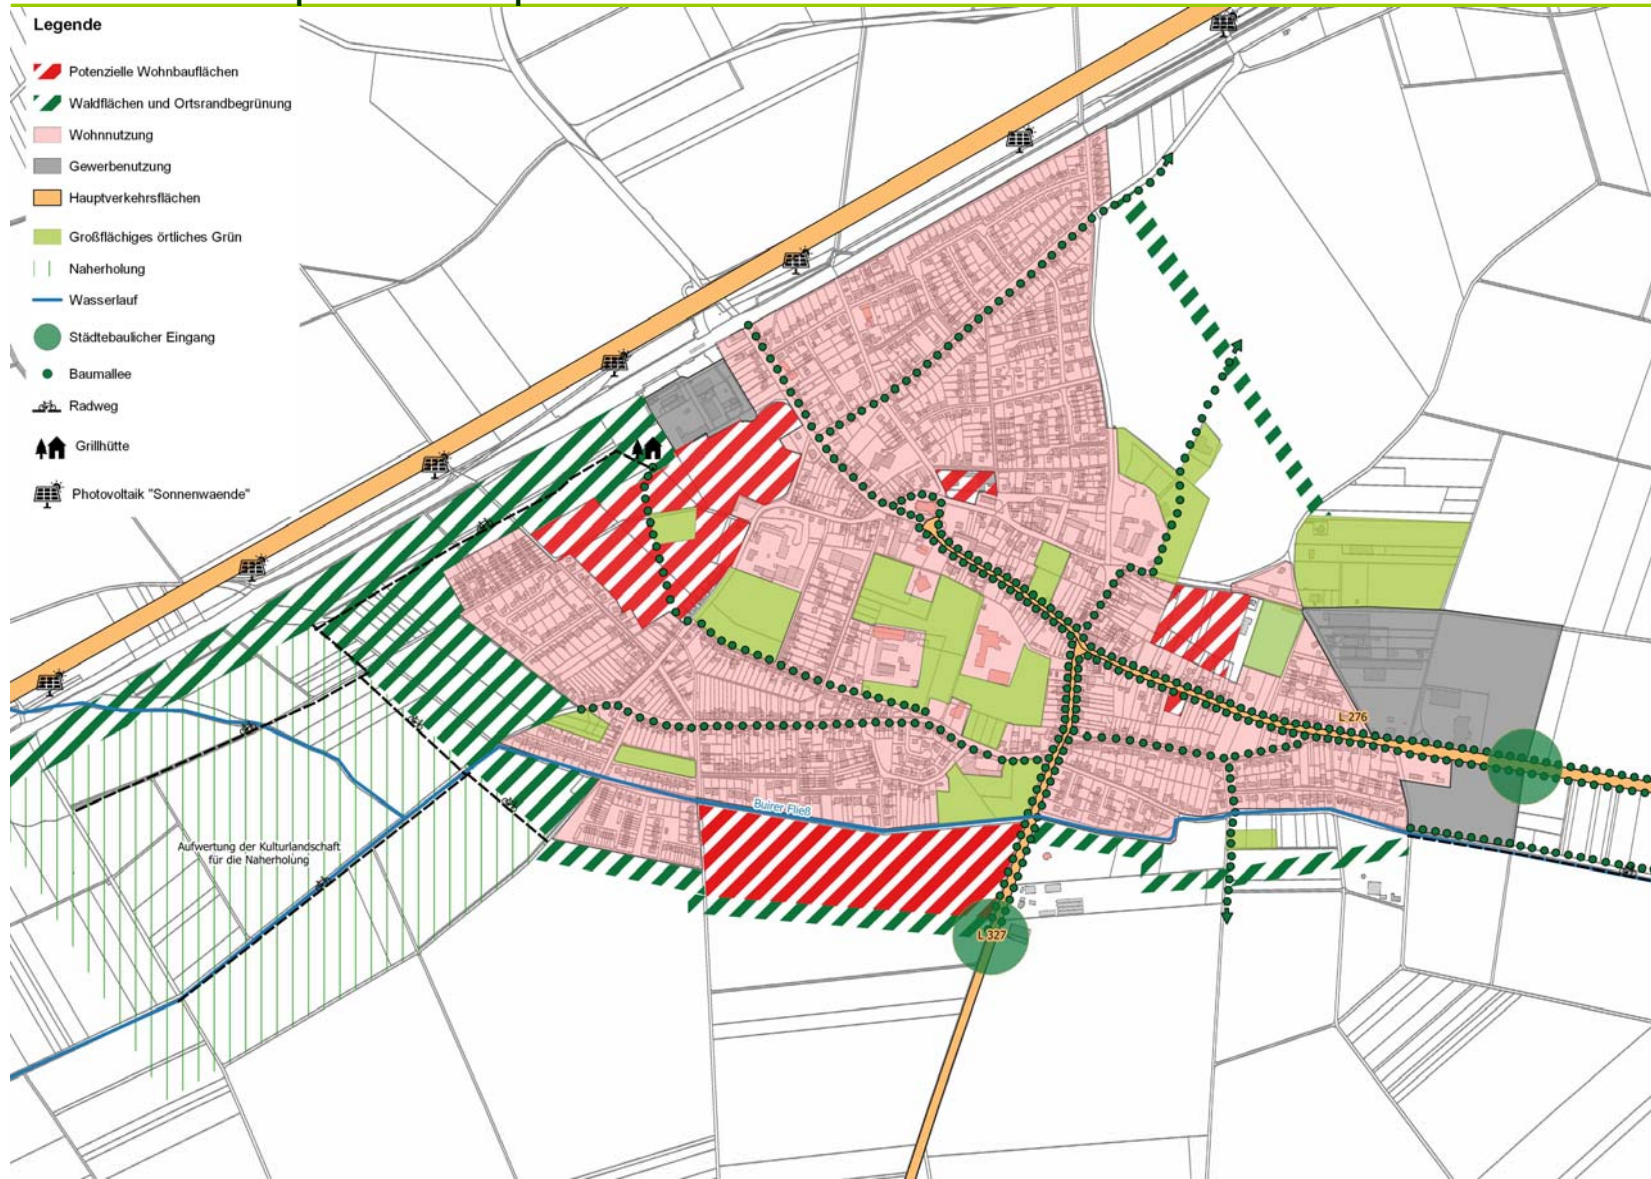 Legende
Potenzielle Wohnbauflächen
Waldflächen und Ortsrandbegrünung
Wohnnutzung
Gewerbenutzung
Hauptverkehrsflächen
Großflächiges örtliches Grün
Naherholung
Wasserlauf
Städtebaulicher Eingang
Baumallee
Radweg
Grillhütte
Photovoltaik "Sonnenwaende"
L 276
Buirer Fließ
Aufwertung der Kulturlandschaft
für die Naherholung
L 327